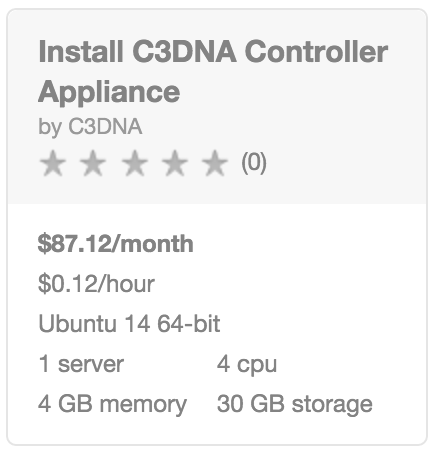 Install C3DNA Controller
Appliance
by C3DNA
(0)
$87.12/month
$0.12/hour
Ubuntu 14 64-bit
1 server 4 cpu
4 GB memory 30 GB storage